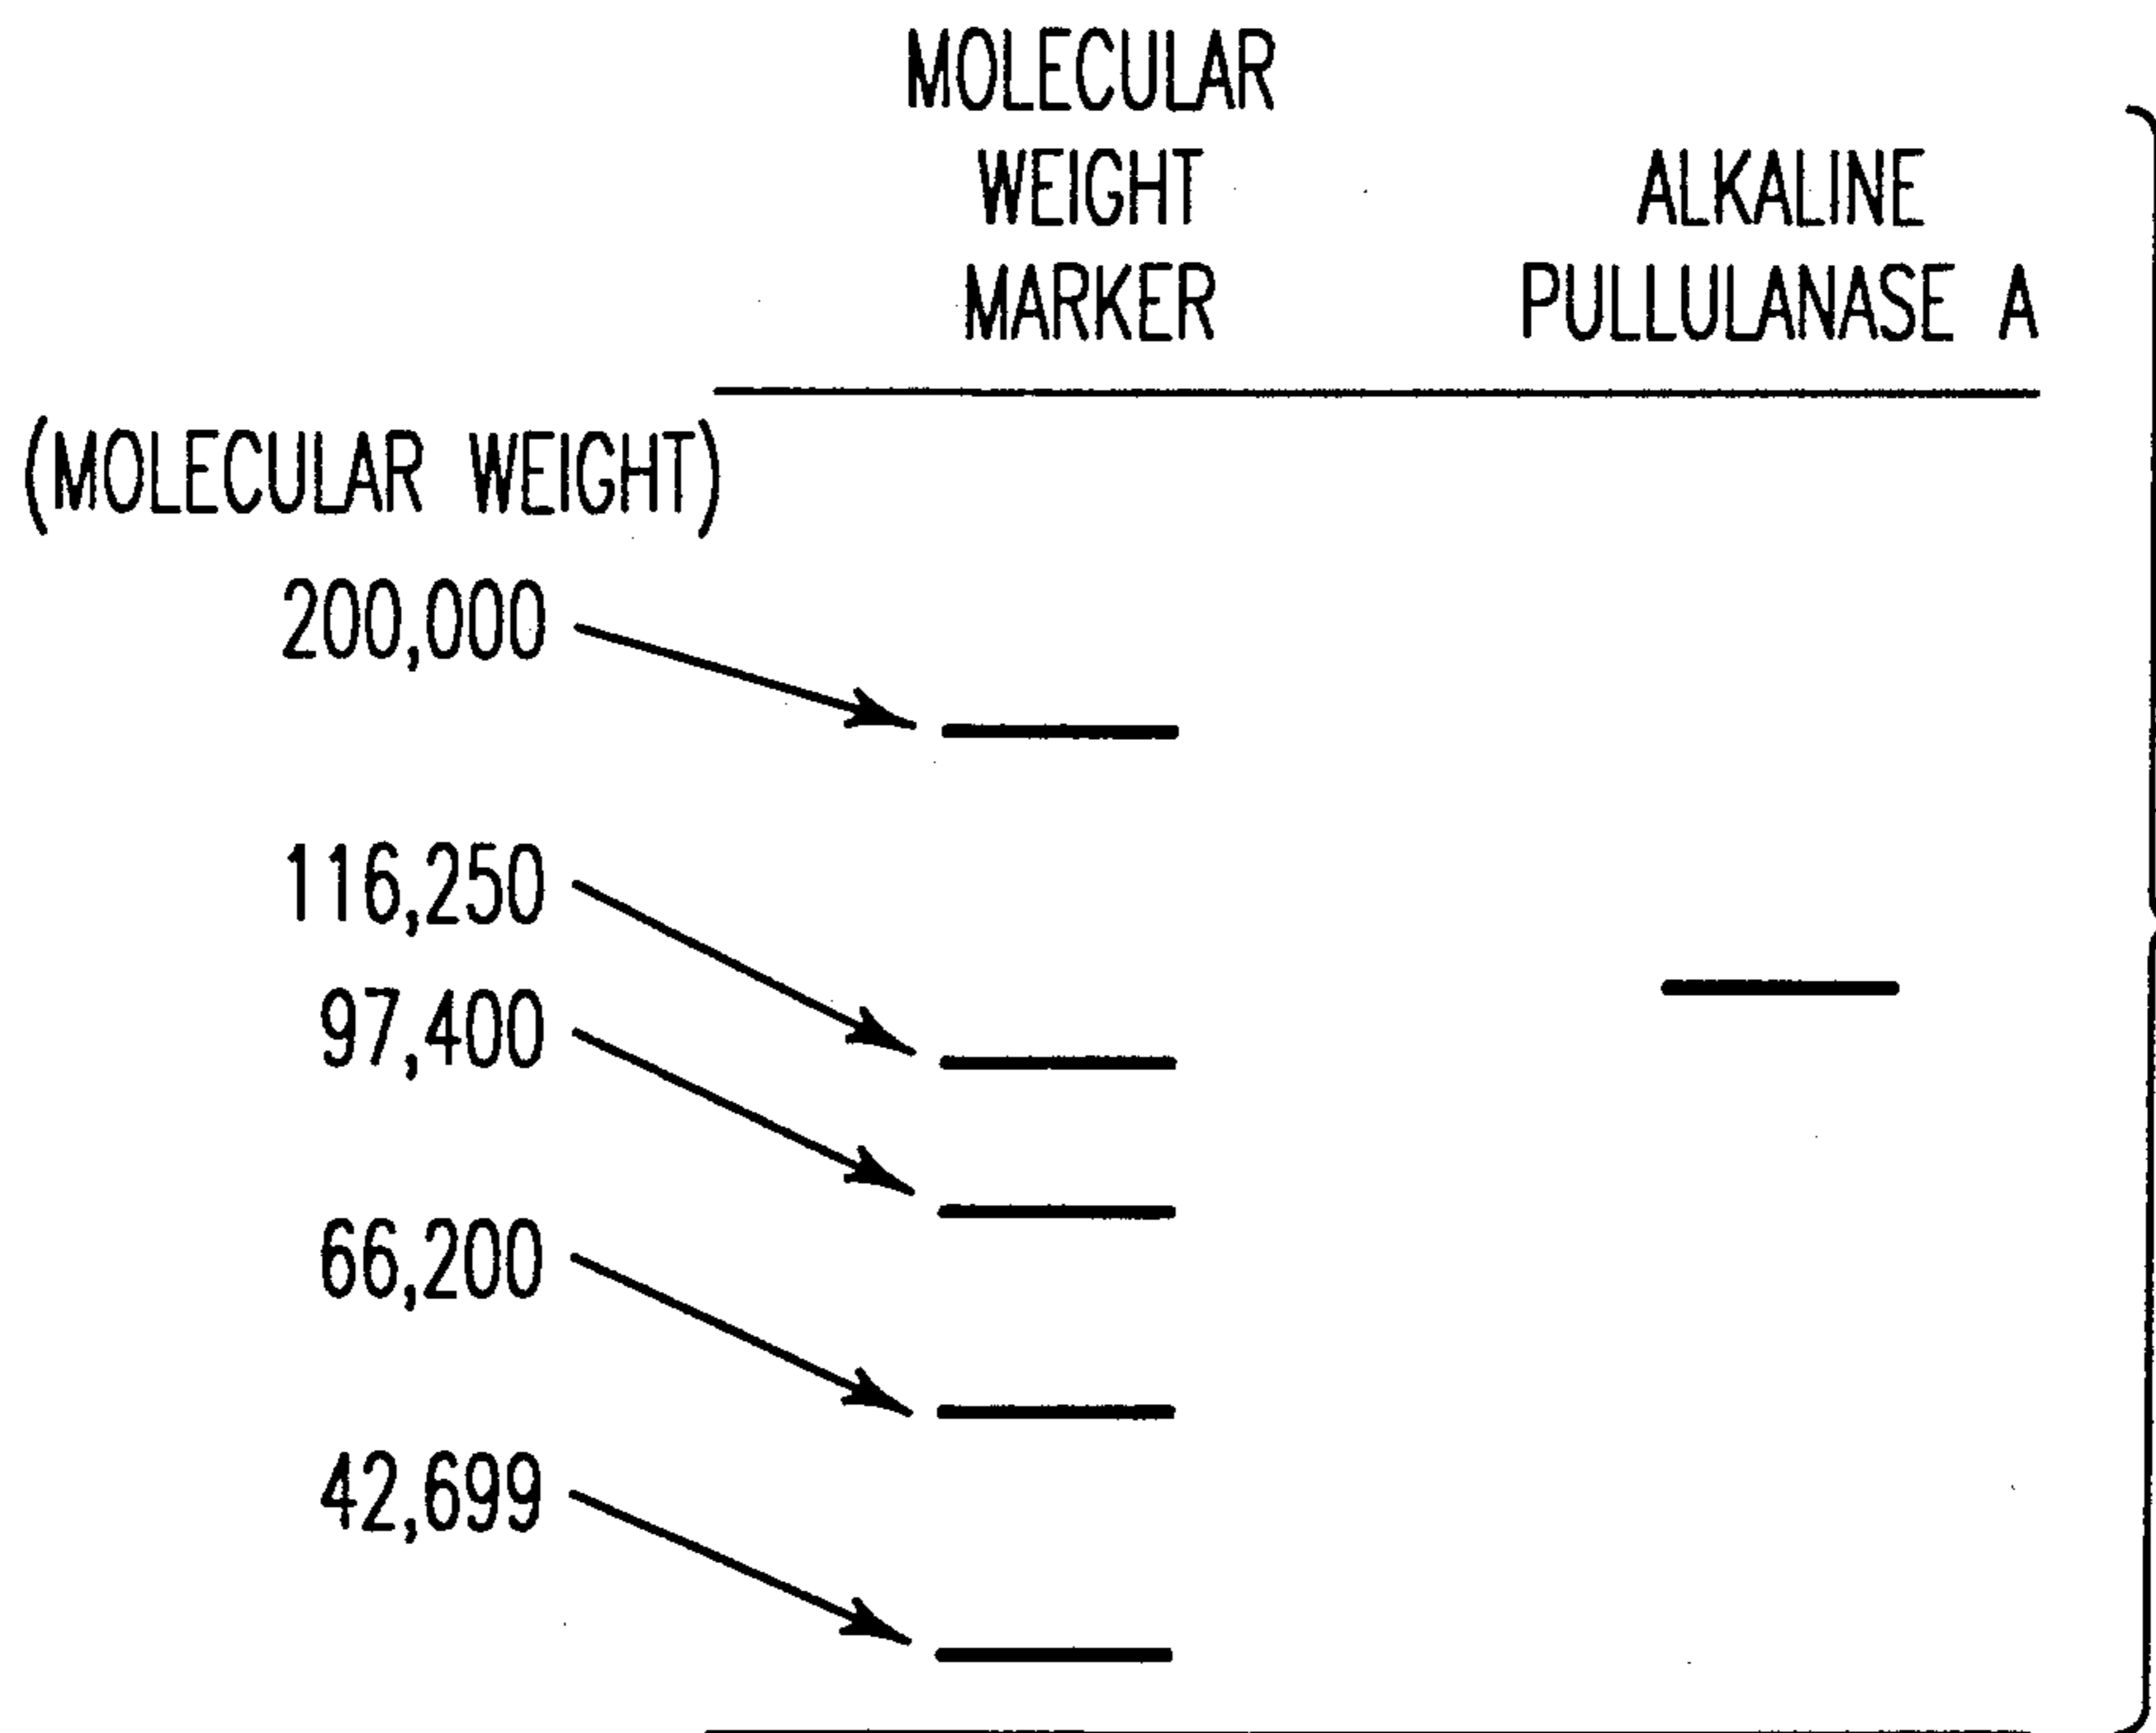 MOLECULAR
WEIGHT
MARKER
ALKALINE
PULLULANASE A
(MOLECULAR WEIGHT)
200,000
116,250
97,400
66,200
42,699